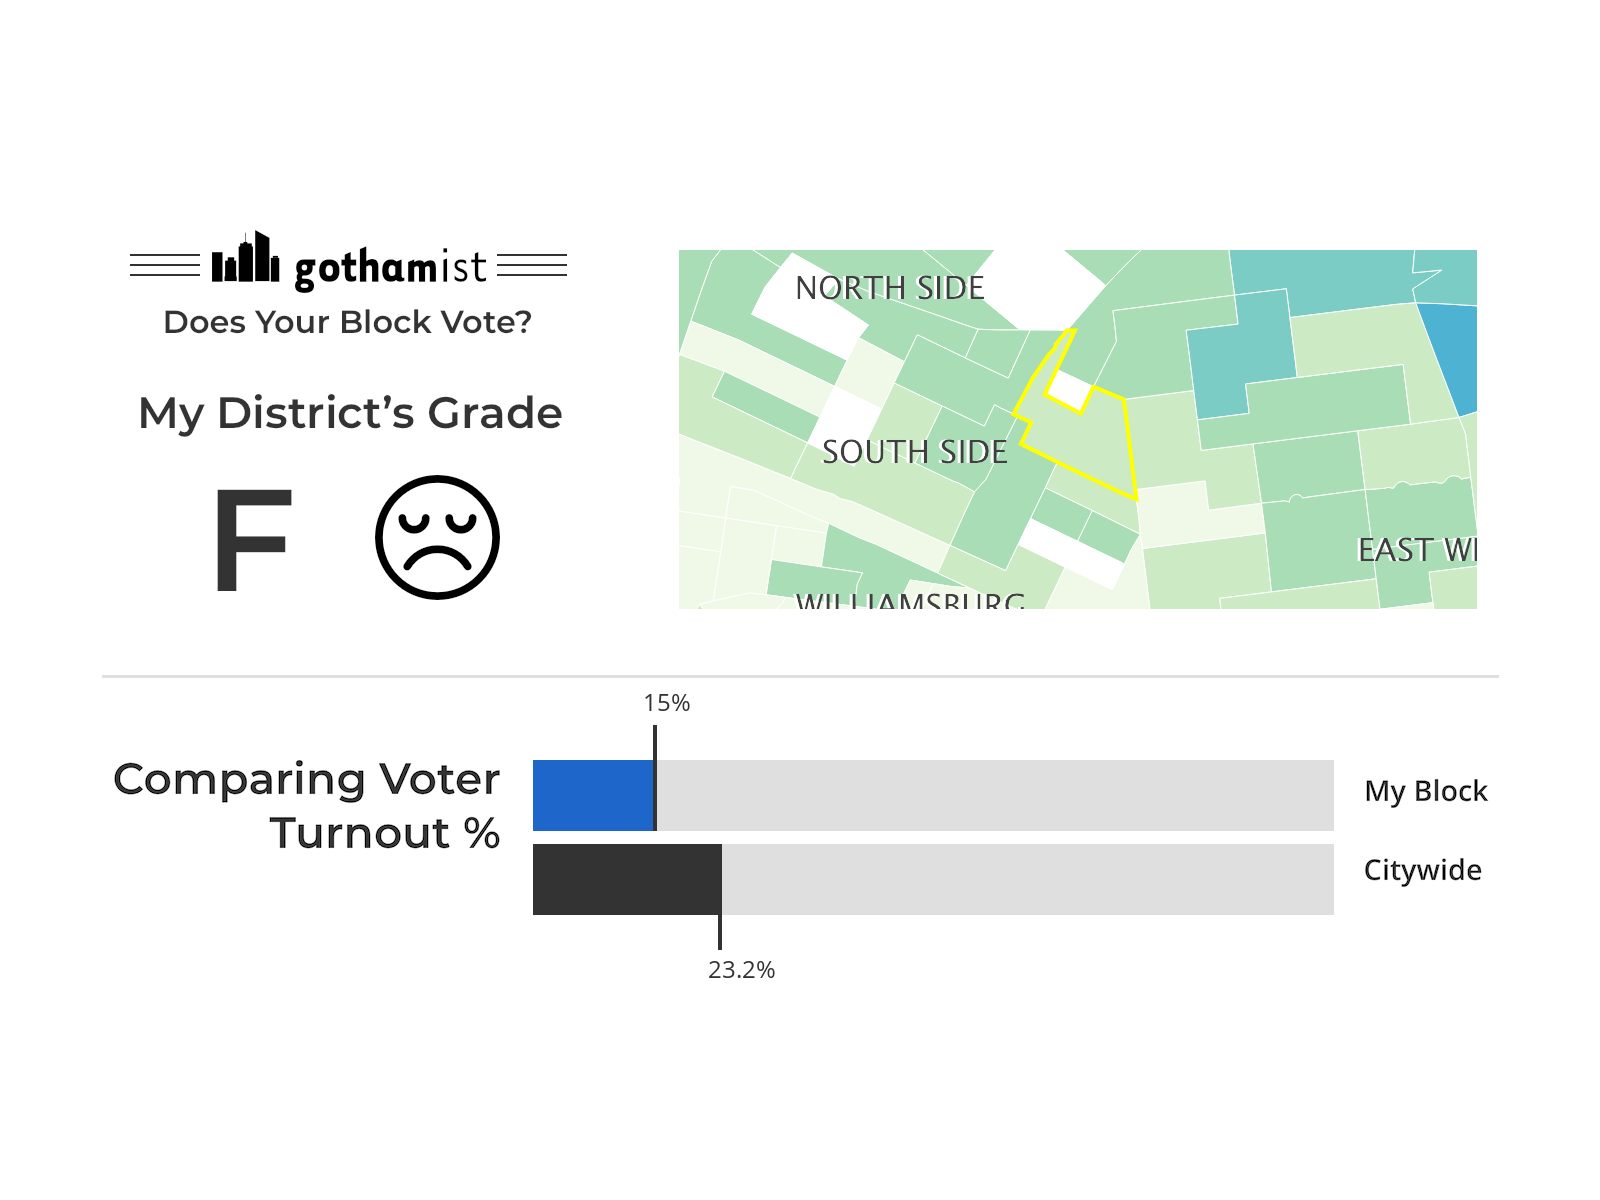 gothamist
Does Your Block Vote?
My District’s Grade
F
NORTH SIDE
SOUTH SIDE
EAST WI
WILLIAMSBURG
15%
Comparing Voter
Turnout %
My Block
Citywide
23.2%